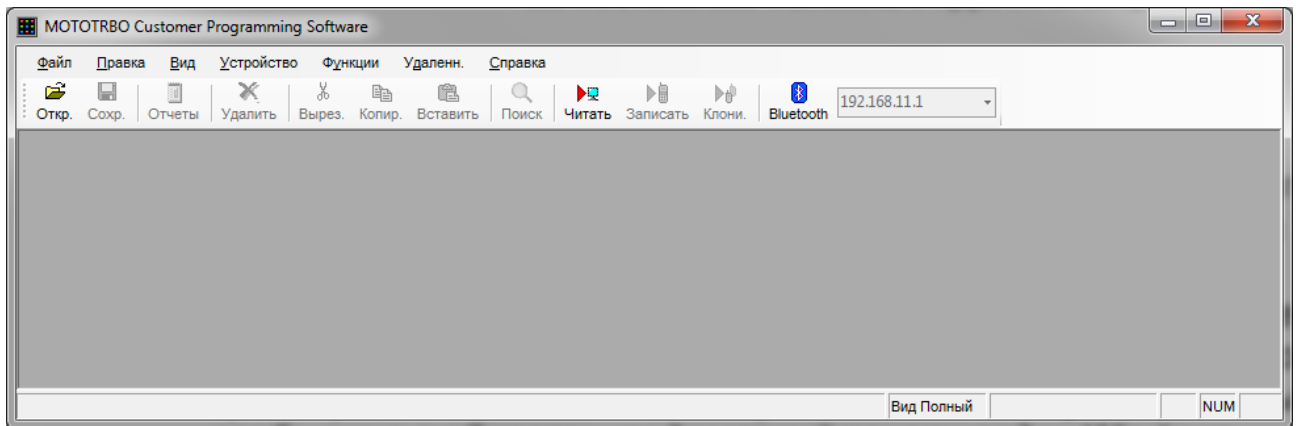 MOTOTRBO Customer Programming Software
Файл Правка Вид Устройство Функции Удаленн. Справка
Откр. Сохр. Отчеты Удалить Вырез. Копир. Вставить Поиск Читать Записать Клони. Bluetooth 192.168.11.1
Вид Полный NUM